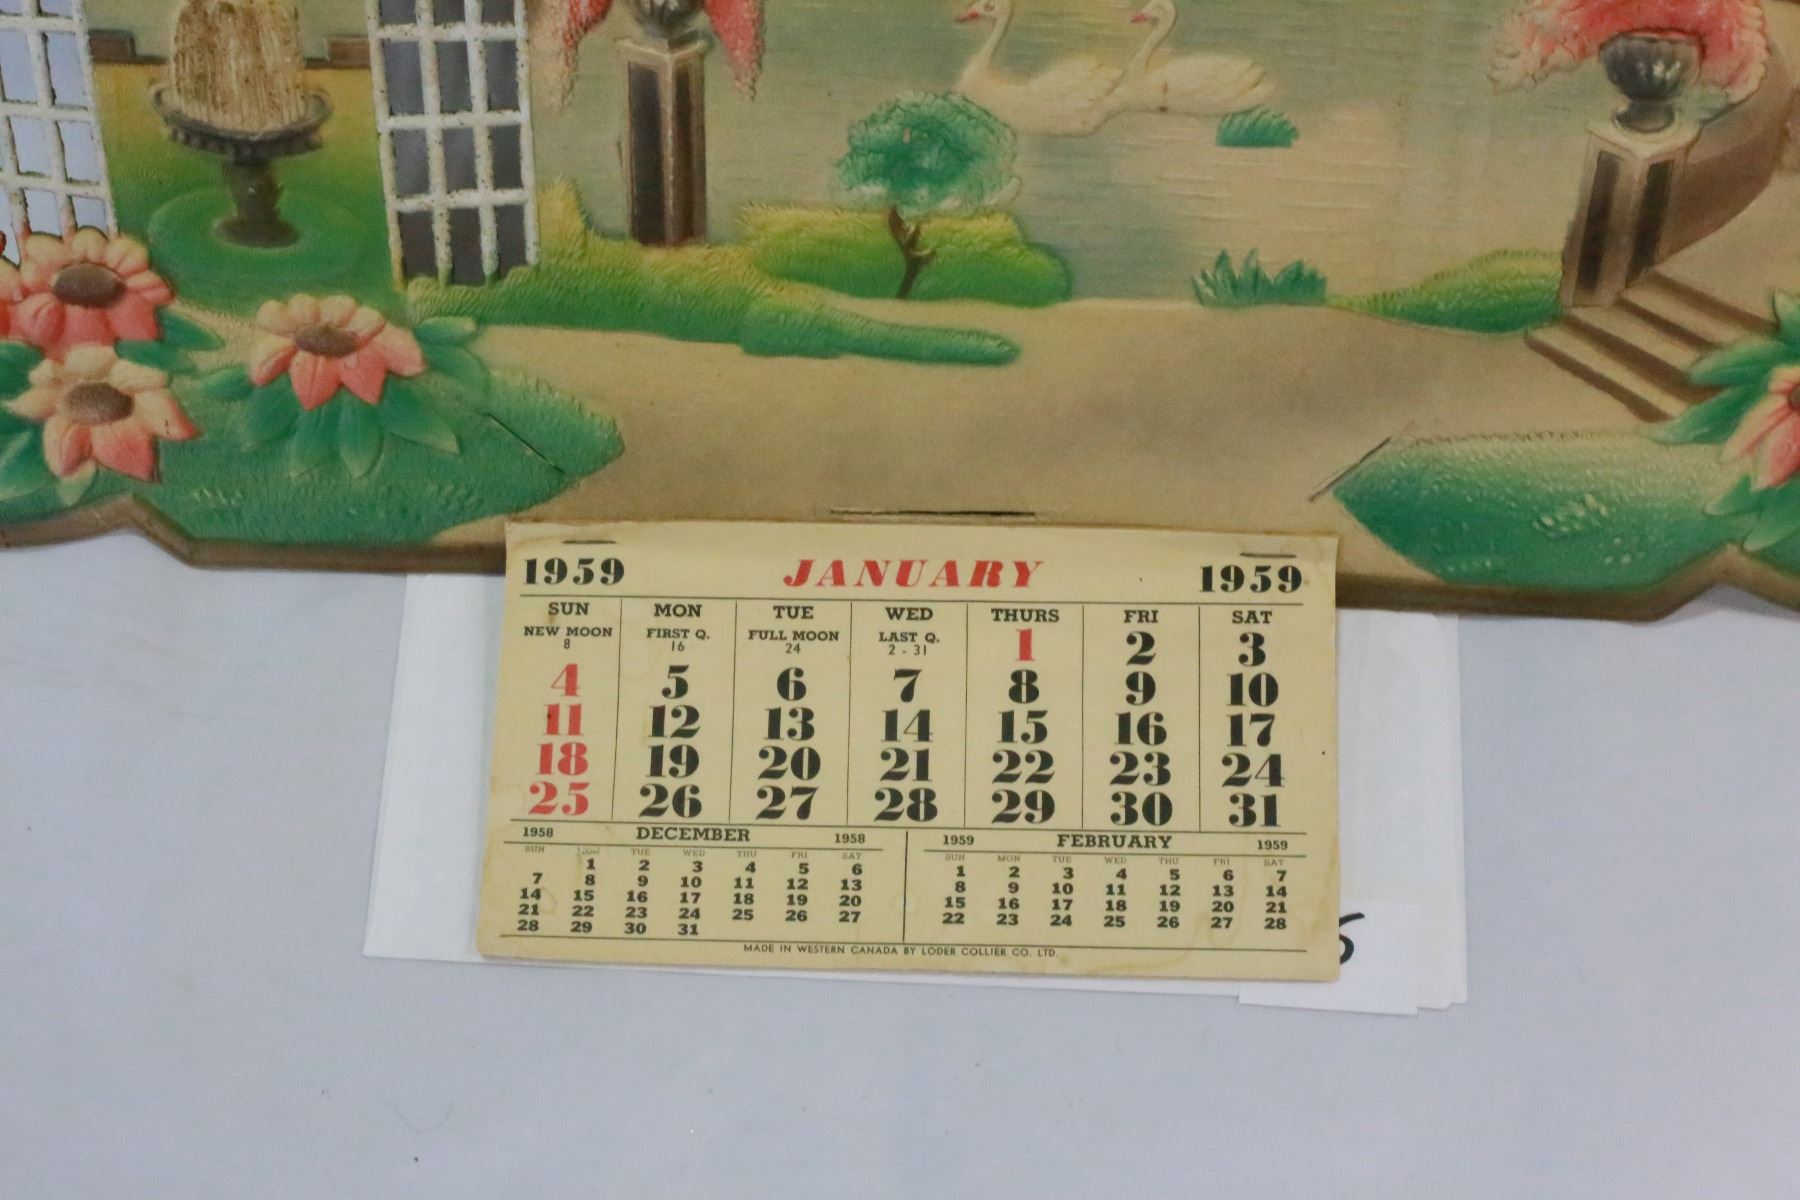 1959 JANUARY 1959
SUN MON TUE WED THURS FRI SAT
NEW MOON 8 FIRST Q. 16 FULL MOON 24 LAST Q. 2 - 31 1 2 3
4 5 6 7 8 9 10
11 12 13 14 15 16 17
18 19 20 21 22 23 24
25 26 27 28 29 30 31
1958 DECEMBER 1958
SUN MON TUE WED THU FRI SAT
1 2 3 4 5 6
7 8 9 10 11 12 13
14 15 16 17 18 19 20
21 22 23 24 25 26 27
28 29 30 31
1959 FEBRUARY 1959
SUN MON TUE WED THU FRI SAT
1 2 3 4 5 6 7
8 9 10 11 12 13 14
15 16 17 18 19 20 21
22 23 24 25 26 27 28
MADE IN WESTERN CANADA BY LODER COLLIER CO. LTD.